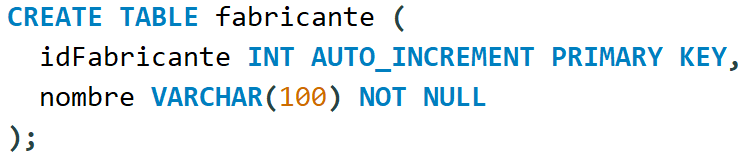 CREATE TABLE fabricante (
  idFabricante INT AUTO_INCREMENT PRIMARY KEY,
  nombre VARCHAR(100) NOT NULL
);